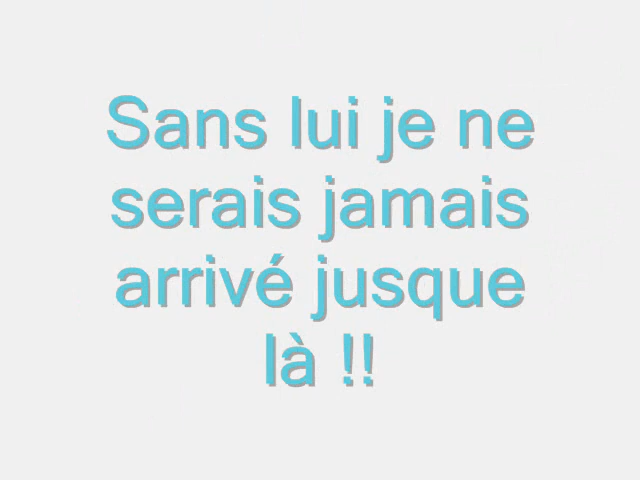 Sans lui je ne
serais jamais
arrivé jusque
là !!